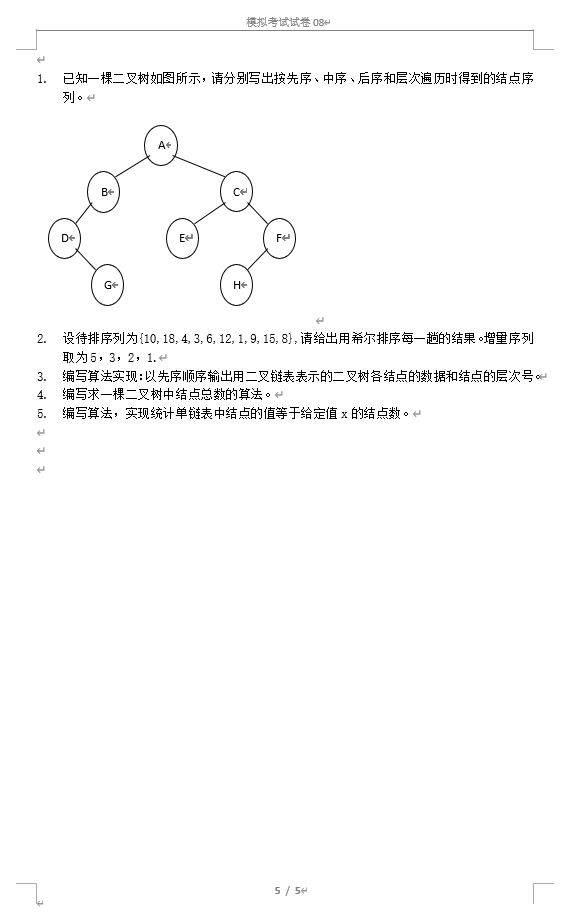 模拟考试试卷 08
1. 已知一棵二叉树如图所示，请分别写出按先序、中序、后序和层次遍历时得到的结点序
列。
A
B
C
D
E
F
G
H
2. 设待排序列为{10,18,4,3,6,12,1,9,15,8},请给出用希尔排序每一趟的结果。增量序列
取为5，3，2，1.
3. 编写算法实现：以先序顺序输出用二叉链表表示的二叉树各结点的数据和结点的层次号。
4. 编写求一棵二叉树中结点总数的算法。
5. 编写算法，实现统计单链表中结点的值等于给定值 x 的结点数。
5 / 5